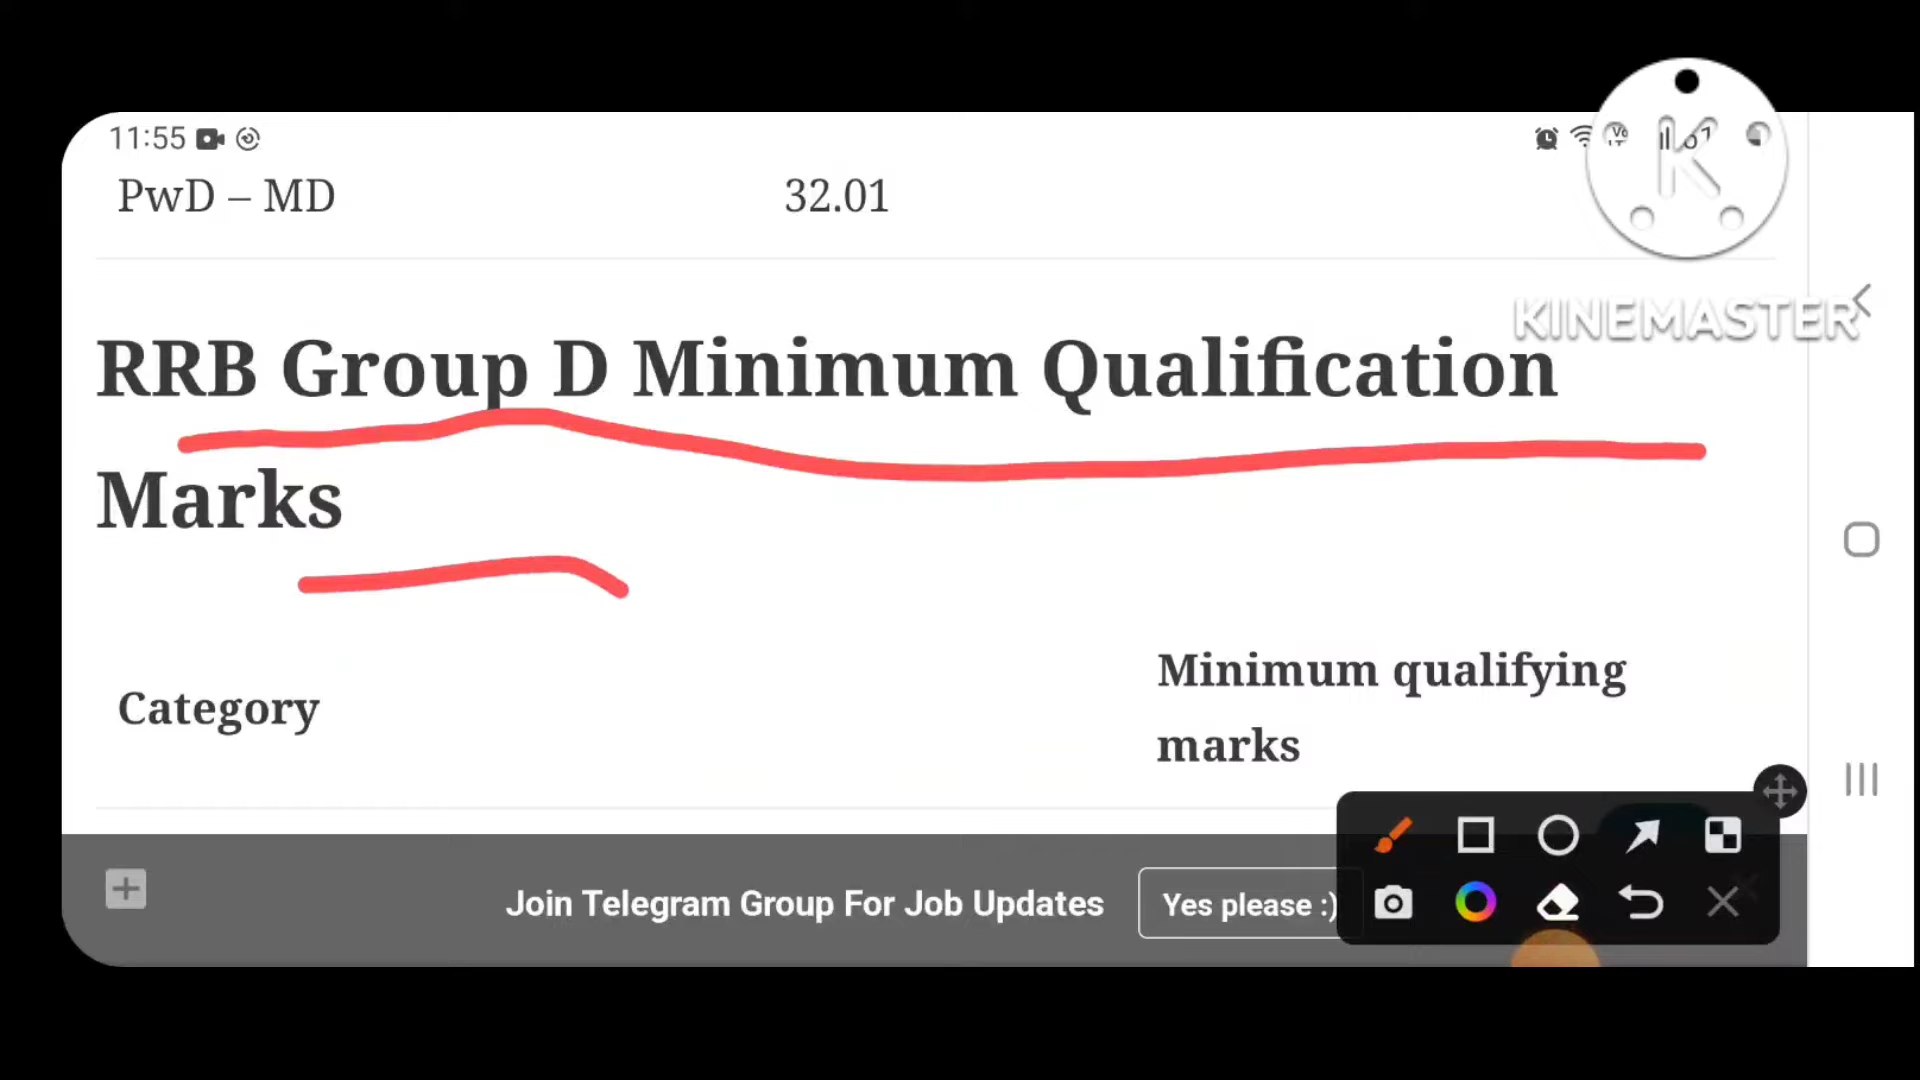 11:55
PwD – MD 32.01
KINEMASTER
RRB Group D Minimum Qualification
Marks
Category
Minimum qualifying
marks
Join Telegram Group For Job Updates
Yes please :)